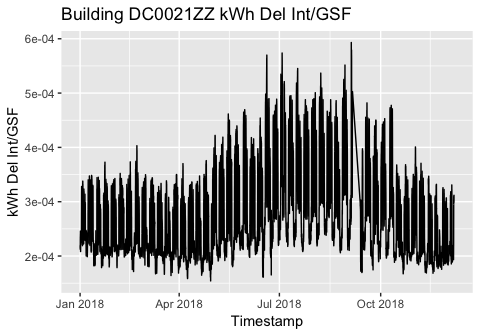 Building DC0021ZZ kWh Del Int/GSF
kWh Del Int/GSF
6e-04
5e-04
4e-04
3e-04
2e-04
Jan 2018
Apr 2018
Jul 2018
Oct 2018
Timestamp